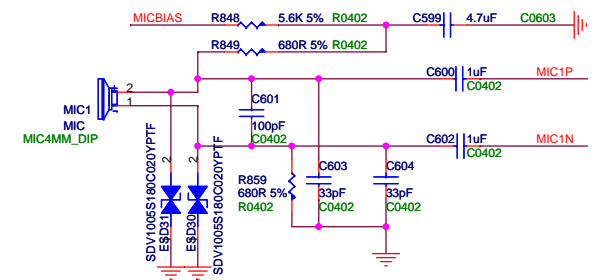 MICBIAS R848 5.6K 5% R0402 C599 4.7uF C0603
R849 680R 5% R0402
C600 1uF MIC1P
C0402
2
MIC1 1
MIC
MIC4MM_DIP
C601
100pF
C0402
C602 1uF MIC1N
C0402
2 2
SDV1005S180C020YPTF
ESD31
SDV1005S180C020YPTF
ESD30
R859
680R 5%
R0402
C603
33pF
C0402
C604
33pF
C0402